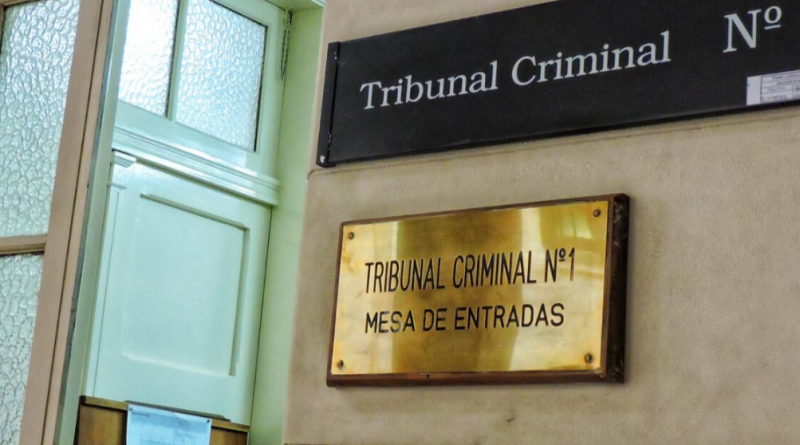 Tribunal Criminal Nº
TRIBUNAL CRIMINAL Nº1
MESA DE ENTRADAS